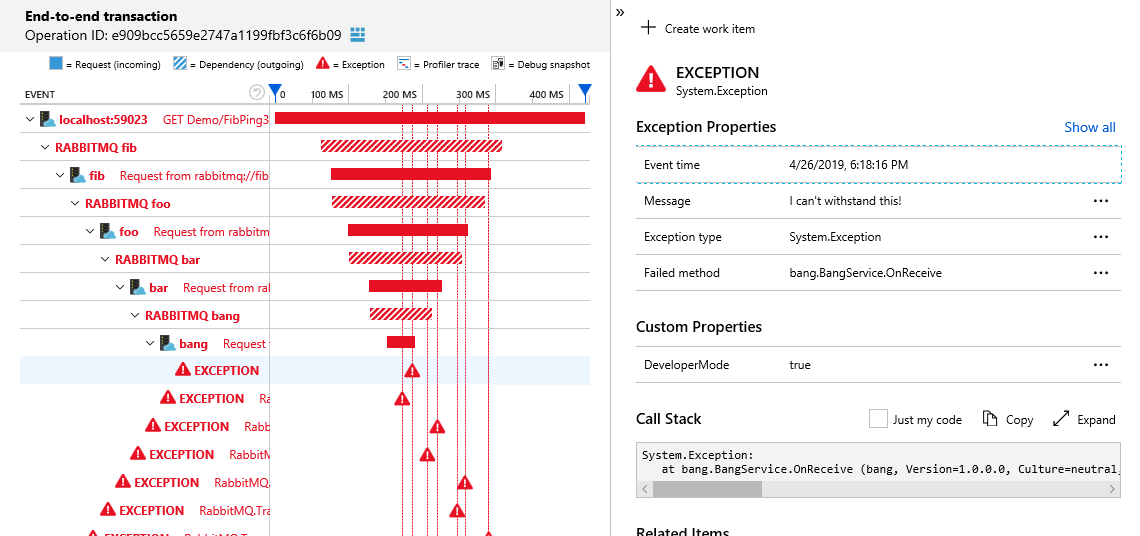 End-to-end transaction
Operation ID: e909bcc5659e2747a1199fbf3c6f6b09
= Request (incoming) = Dependency (outgoing) = Exception = Profiler trace = Debug snapshot
EVENT 0 100 MS 200 MS 300 MS 400 MS
localhost:59023 GET Demo/FibPing3
RABBITMQ fib
fib Request from rabbitmq://fib
RABBITMQ foo
foo Request from rabbitm
RABBITMQ bar
bar Request from ral
RABBITMQ bang
bang Request
EXCEPTION
EXCEPTION Ra
EXCEPTION Rabb
EXCEPTION RabbitM
EXCEPTION RabbitMQ.
EXCEPTION RabbitMQ.Tra
EXCEPTION RabbitMQ.Tra
»
Create work item
EXCEPTION
System.Exception
Exception Properties Show all
Event time 4/26/2019, 6:18:16 PM
Message I can't withstand this! •••
Exception type System.Exception •••
Failed method bang.BangService.OnReceive •••
Custom Properties
DeveloperMode true •••
Call Stack Just my code Copy Expand
System.Exception:
at bang.BangService.OnReceive (bang, Version=1.0.0.0, Culture=neutral,
Related Items